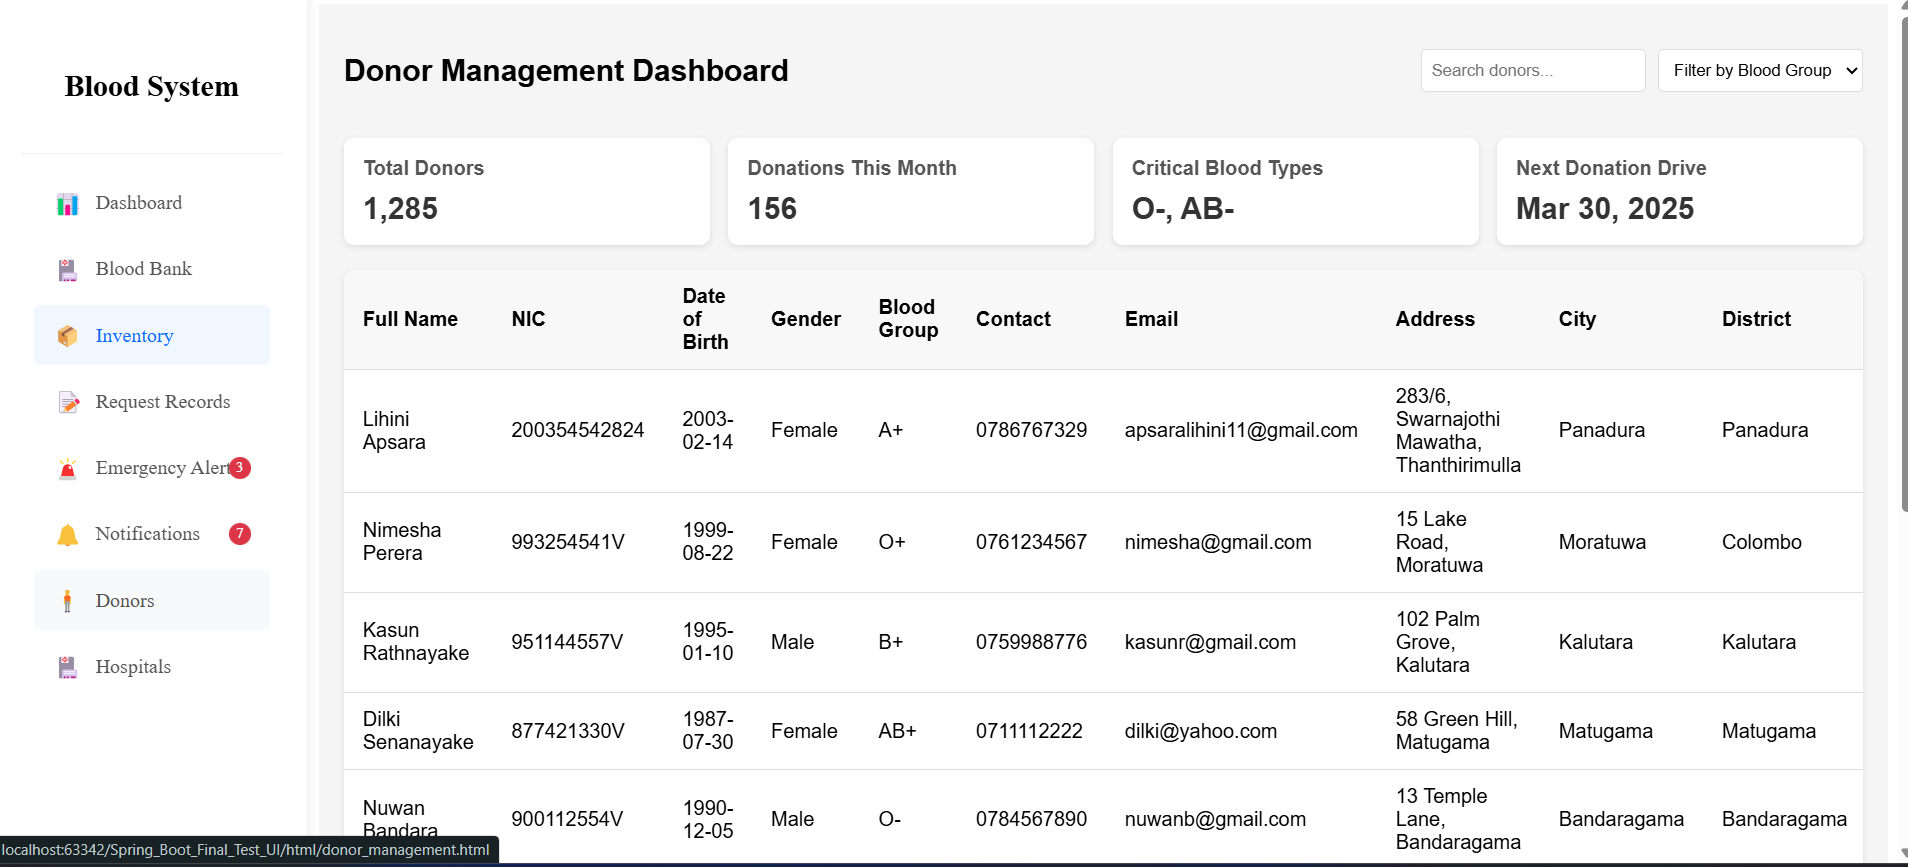 Blood System
Dashboard
Blood Bank
Inventory
Request Records
Emergency Alert 3
Notifications 7
Donors
Hospitals
Donor Management Dashboard
Search donors...
Filter by Blood Group
Total Donors
1,285
Donations This Month
156
Critical Blood Types
O-, AB-
Next Donation Drive
Mar 30, 2025
Full Name NIC Date of Birth Gender Blood Group Contact Email Address City District
Lihini Apsara 200354542824 2003-02-14 Female A+ 0786767329 apsaralihini11@gmail.com 283/6, Swarnajothi Mawatha, Thanthirimulla Panadura Panadura
Nimesha Perera 993254541V 1999-08-22 Female O+ 0761234567 nimesha@gmail.com 15 Lake Road, Moratuwa Moratuwa Colombo
Kasun Rathnayake 951144557V 1995-01-10 Male B+ 0759988776 kasunr@gmail.com 102 Palm Grove, Kalutara Kalutara Kalutara
Dilki Senanayake 877421330V 1987-07-30 Female AB+ 0711112222 dilki@yahoo.com 58 Green Hill, Matugama Matugama Matugama
Nuwan Bandara 900112554V 1990-12-05 Male O- 0784567890 nuwanb@gmail.com 13 Temple Lane, Bandaragama Bandaragama Bandaragama
localhost:63342/Spring_Boot_Final_Test_UI/html/donor_management.html